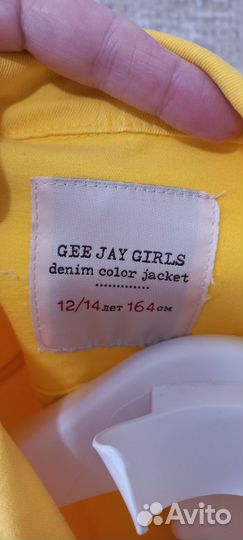 GEE JAY GIRLS
denim color jacket
12/14 лет 164 см
Avito